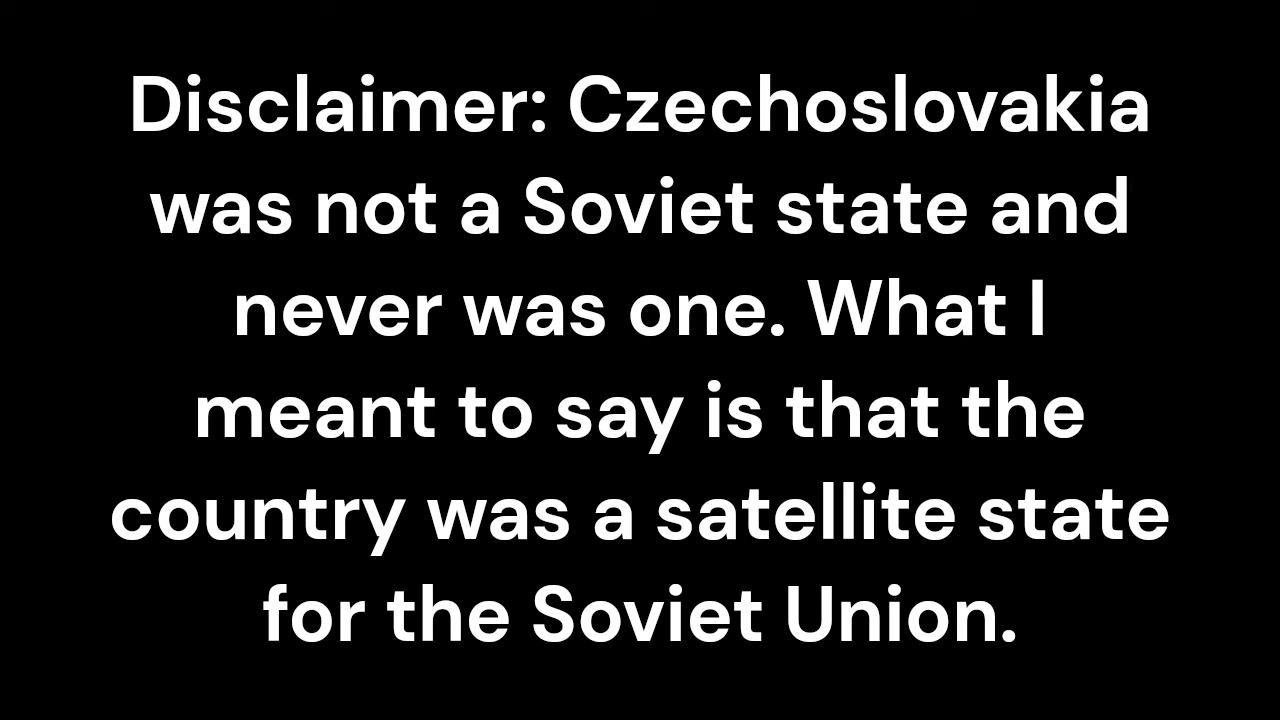 Disclaimer: Czechoslovakia
was not a Soviet state and
never was one. What I
meant to say is that the
country was a satellite state
for the Soviet Union.